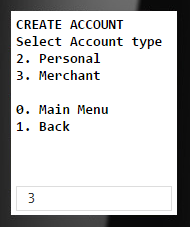 CREATE ACCOUNT
Select Account type
2. Personal
3. Merchant
0. Main Menu
1. Back
3